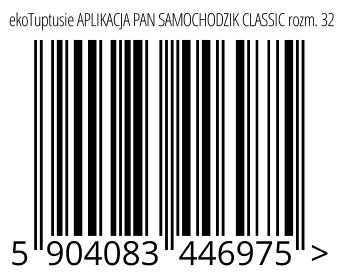 ekoTuptusie APLIKACJA PAN SAMOCHODZIK CLASSIC rozm. 32
5 904083 446975 >